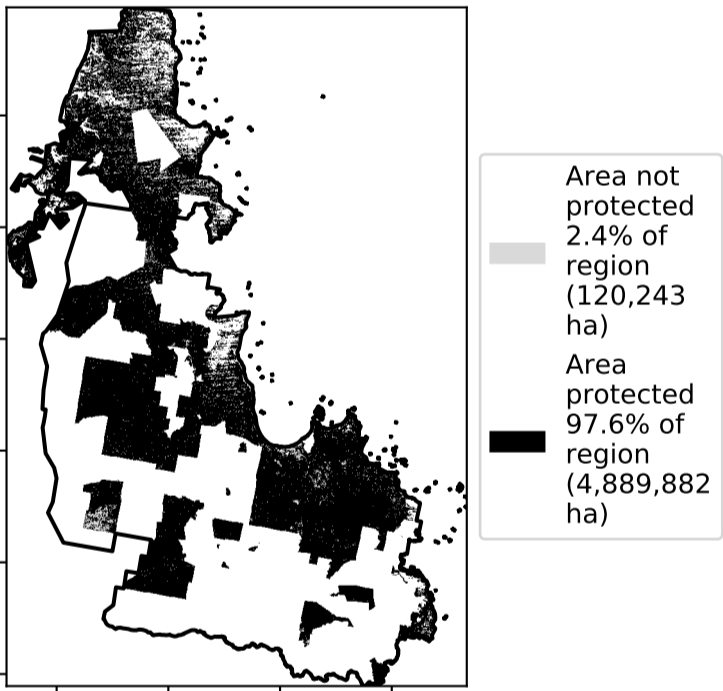 Area not
protected
2.4% of
region
(120,243
ha)
Area
protected
97.6% of
region
(4,889,882
ha)